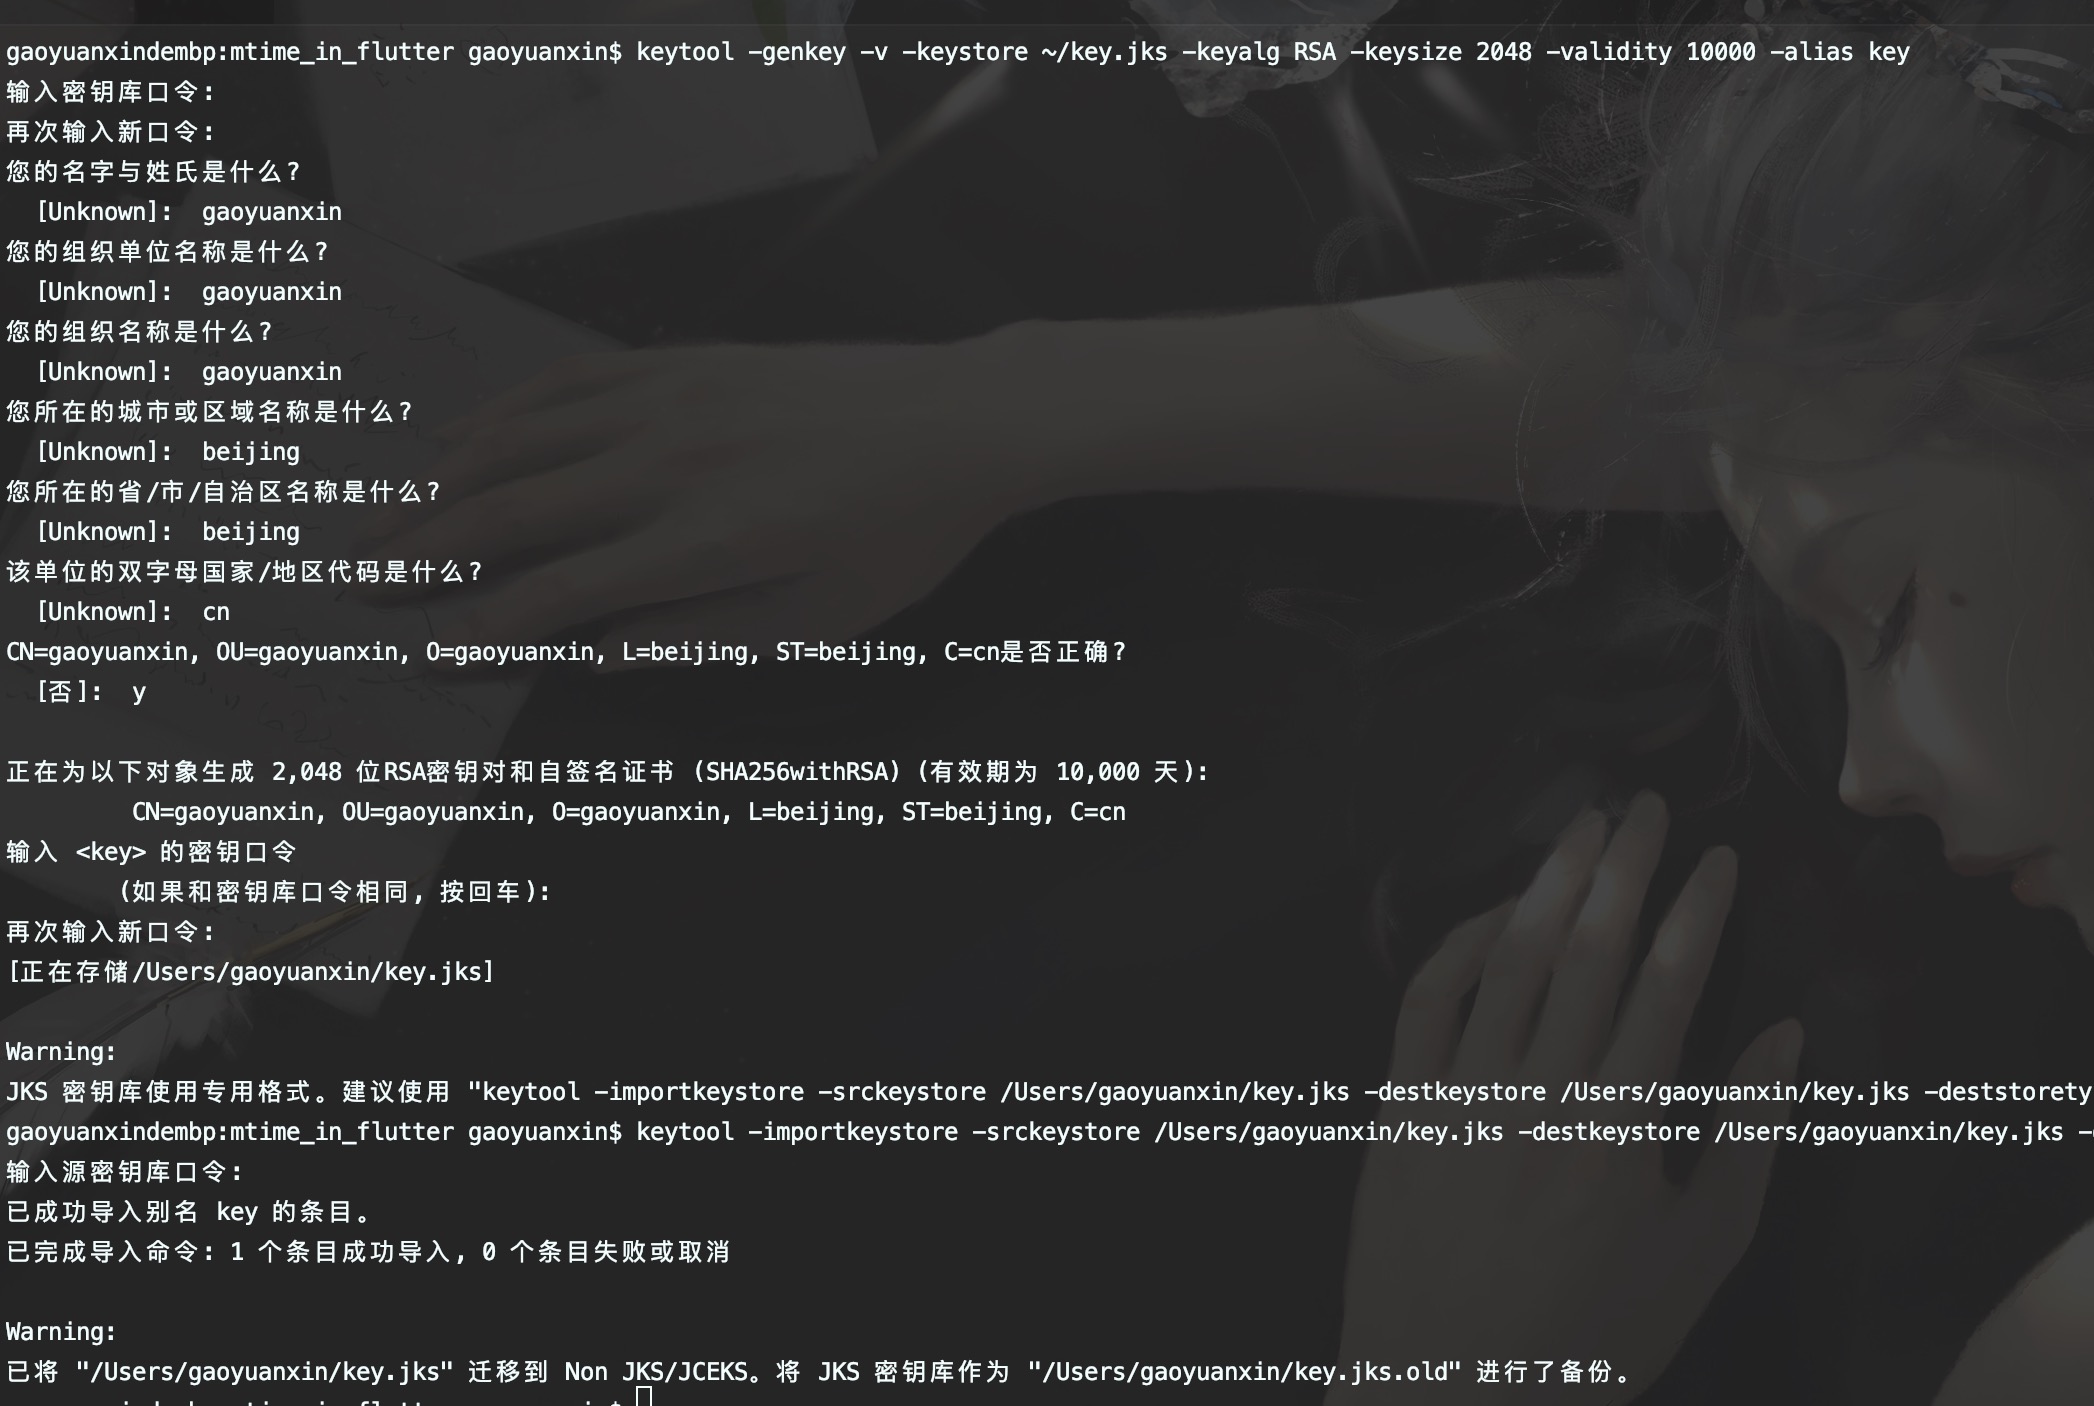 gaoyuanxindembp:mtime_in_flutter gaoyuanxin$ keytool -genkey -v -keystore ~/key.jks -keyalg RSA -keysize 2048 -validity 10000 -alias key
输入密钥库口令:
再次输入新口令:
您的名字与姓氏是什么?
  [Unknown]:  gaoyuanxin
您的组织单位名称是什么?
  [Unknown]:  gaoyuanxin
您的组织名称是什么?
  [Unknown]:  gaoyuanxin
您所在的城市或区域名称是什么?
  [Unknown]:  beijing
您所在的省/市/自治区名称是什么?
  [Unknown]:  beijing
该单位的双字母国家/地区代码是什么?
  [Unknown]:  cn
CN=gaoyuanxin, OU=gaoyuanxin, O=gaoyuanxin, L=beijing, ST=beijing, C=cn是否正确?
  [否]:  y
正在为以下对象生成 2,048 位RSA密钥对和自签名证书 (SHA256withRSA) (有效期为 10,000 天):
         CN=gaoyuanxin, OU=gaoyuanxin, O=gaoyuanxin, L=beijing, ST=beijing, C=cn
输入 <key> 的密钥口令
        (如果和密钥库口令相同, 按回车):
再次输入新口令:
[正在存储/Users/gaoyuanxin/key.jks]
Warning:
JKS 密钥库使用专用格式。建议使用 "keytool -importkeystore -srckeystore /Users/gaoyuanxin/key.jks -destkeystore /Users/gaoyuanxin/key.jks -deststorety
gaoyuanxindembp:mtime_in_flutter gaoyuanxin$ keytool -importkeystore -srckeystore /Users/gaoyuanxin/key.jks -destkeystore /Users/gaoyuanxin/key.jks -
输入源密钥库口令:
已成功导入别名 key 的条目。
已完成导入命令: 1 个条目成功导入, 0 个条目失败或取消
Warning:
已将 "/Users/gaoyuanxin/key.jks" 迁移到 Non JKS/JCEKS。将 JKS 密钥库作为 "/Users/gaoyuanxin/key.jks.old" 进行了备份。